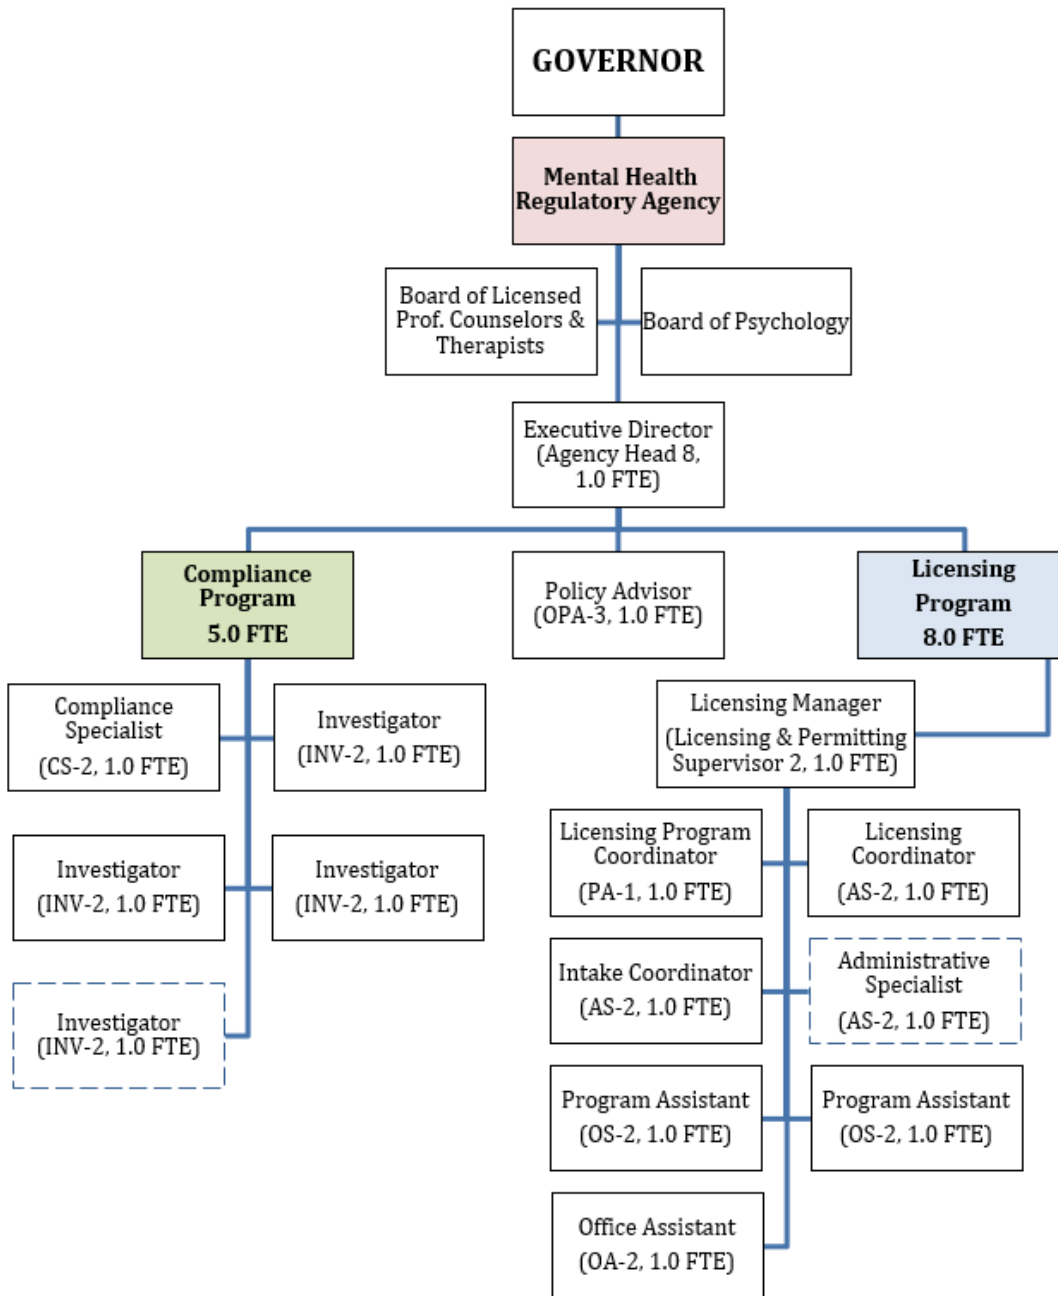 GOVERNOR
Mental Health
Regulatory Agency
Board of Licensed
Prof. Counselors &
Therapists
Board of Psychology
Executive Director
(Agency Head 8,
1.0 FTE)
Compliance
Program
5.0 FTE
Policy Advisor
(OPA-3, 1.0 FTE)
Licensing
Program
8.0 FTE
Compliance
Specialist
(CS-2, 1.0 FTE)
Investigator
(INV-2, 1.0 FTE)
Investigator
(INV-2, 1.0 FTE)
Investigator
(INV-2, 1.0 FTE)
Investigator
(INV-2, 1.0 FTE)
Licensing Manager
(Licensing & Permitting
Supervisor 2, 1.0 FTE)
Licensing Program
Coordinator
(PA-1, 1.0 FTE)
Licensing
Coordinator
(AS-2, 1.0 FTE)
Intake Coordinator
(AS-2, 1.0 FTE)
Administrative
Specialist
(AS-2, 1.0 FTE)
Program Assistant
(OS-2, 1.0 FTE)
Program Assistant
(OS-2, 1.0 FTE)
Office Assistant
(OA-2, 1.0 FTE)